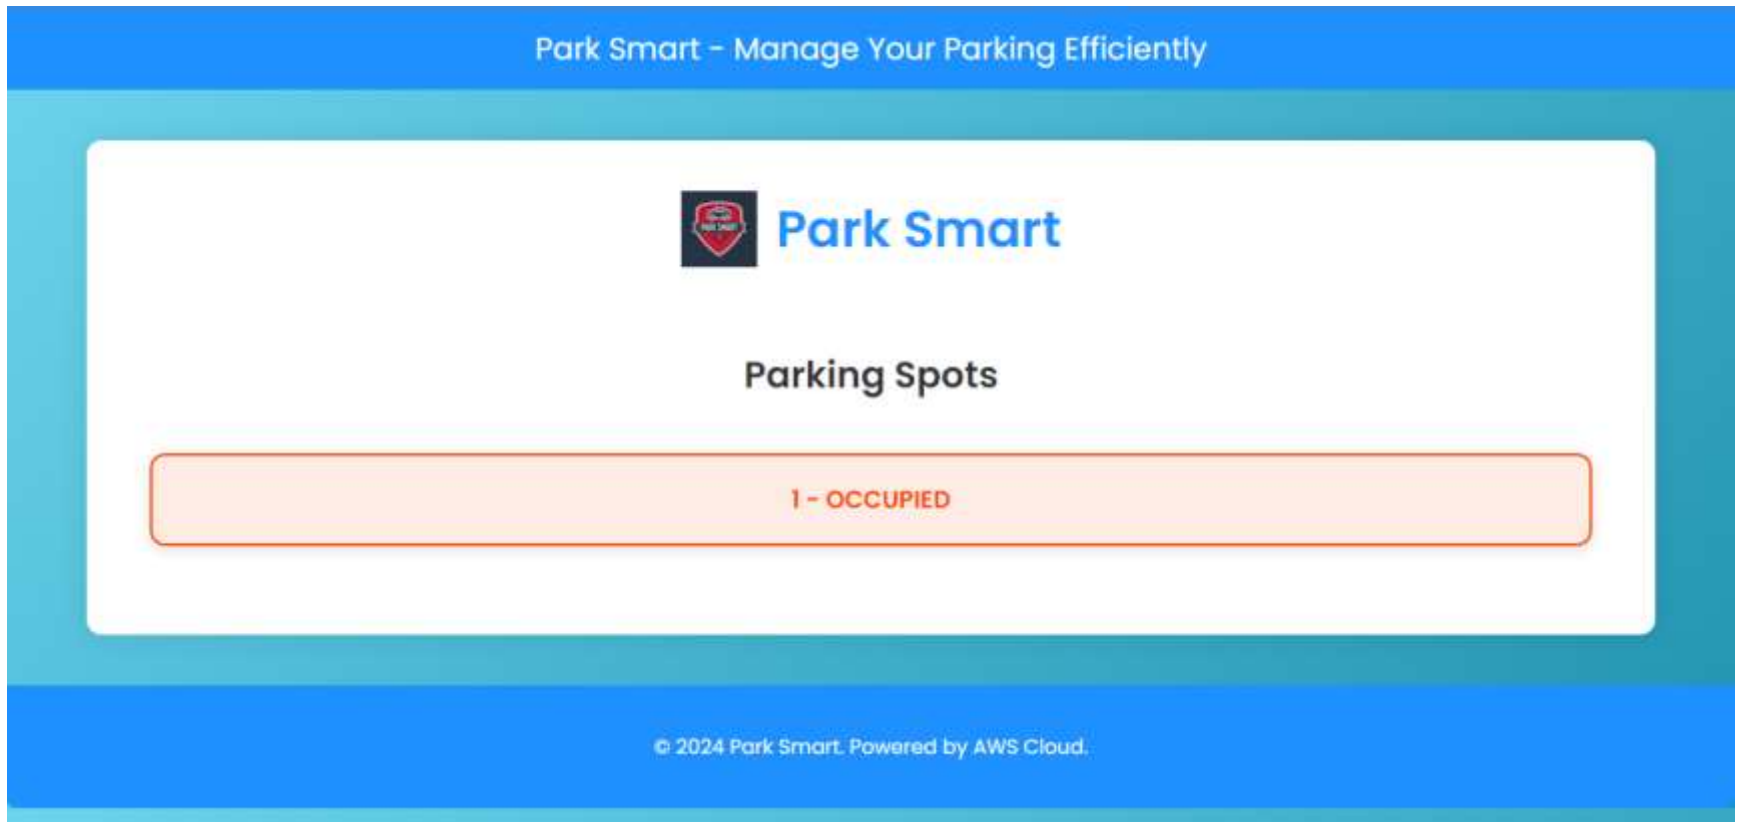 Park Smart - Manage Your Parking Efficiently
Park Smart
Parking Spots
1 - OCCUPIED
© 2024 Park Smart. Powered by AWS Cloud.